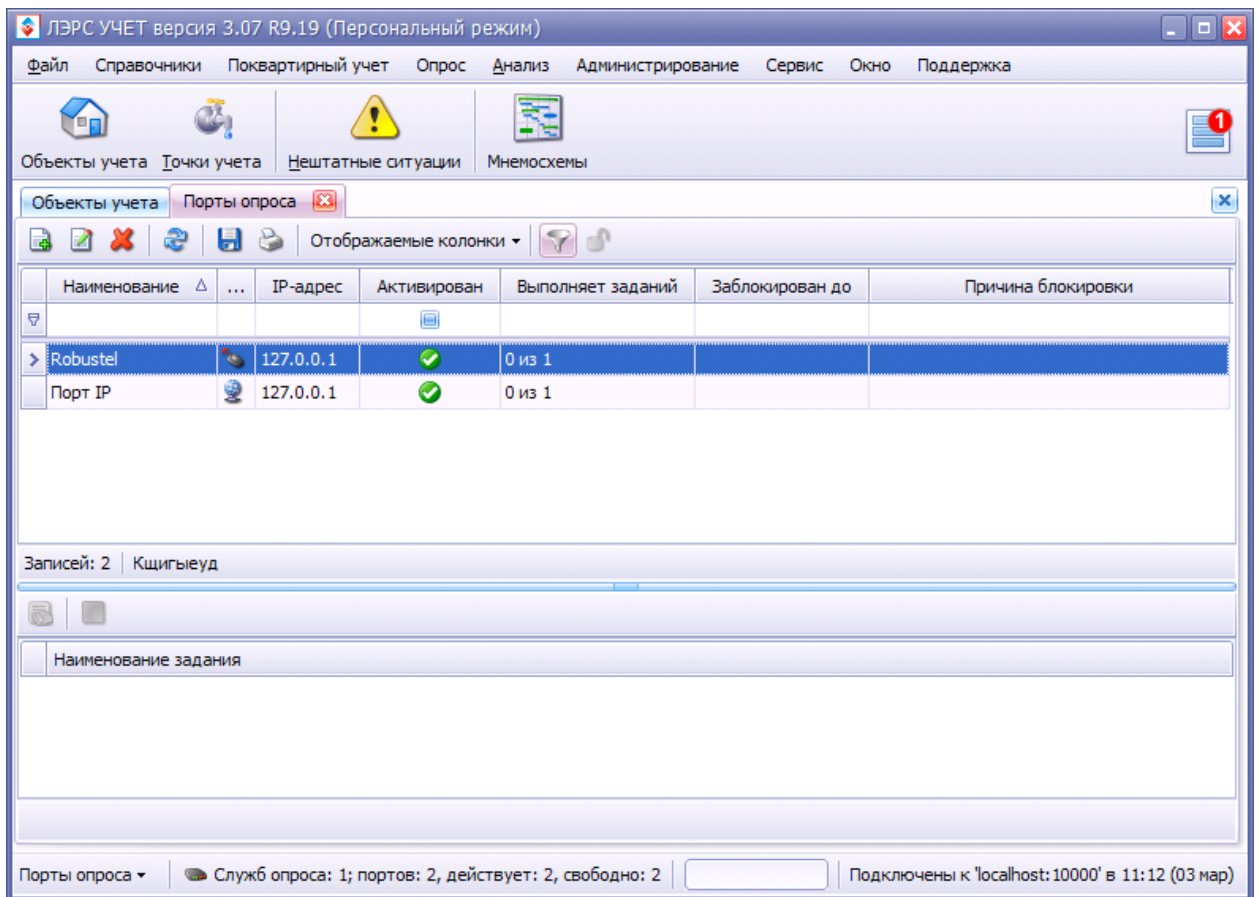 ЛЭРС УЧЕТ версия 3.07 R9.19 (Персональный режим)
Файл Справочники Поквартирный учет Опрос Анализ Администрирование Сервис Окно Поддержка
1
Объекты учета Точки учета Нештатные ситуации Мнемосхемы
Объекты учета Порты опроса
Отображаемые колонки
Наименование ... IP-адрес Активирован Выполняет заданий Заблокирован до Причина блокировки
Robustel 127.0.0.1 0 из 1
Порт IP 127.0.0.1 0 из 1
Записей: 2 Кщигыеуд
Наименование задания
Порты опроса Служб опроса: 1; портов: 2, действует: 2, свободно: 2 Подключены к 'localhost:10000' в 11:12 (03 мар)